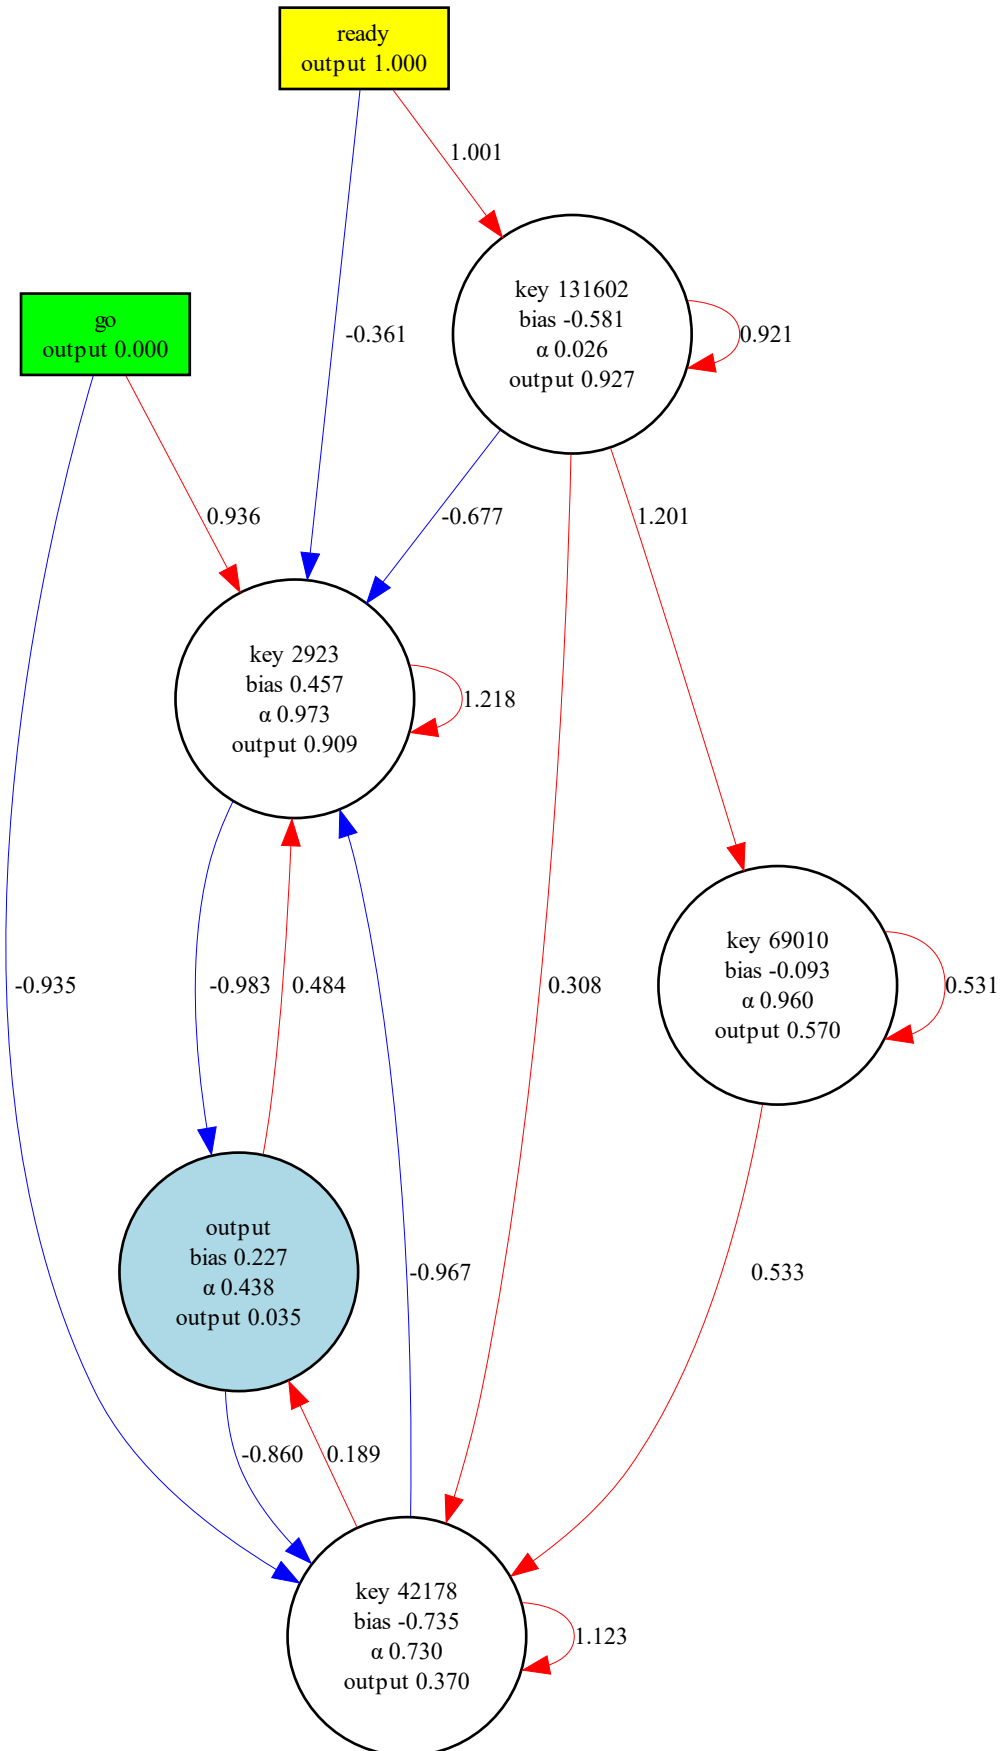 ready
output 1.000
1.001
key 131602
bias -0.581
α 0.026
output 0.927
0.921
-0.361
go
output 0.000
0.936
-0.677
1.201
key 2923
bias 0.457
α 0.973
output 0.909
1.218
key 69010
bias -0.093
α 0.960
output 0.570
0.531
-0.935
-0.983
0.484
0.308
output
bias 0.227
α 0.438
output 0.035
-0.967
0.533
-0.860
0.189
key 42178
bias -0.735
α 0.730
output 0.370
1.123